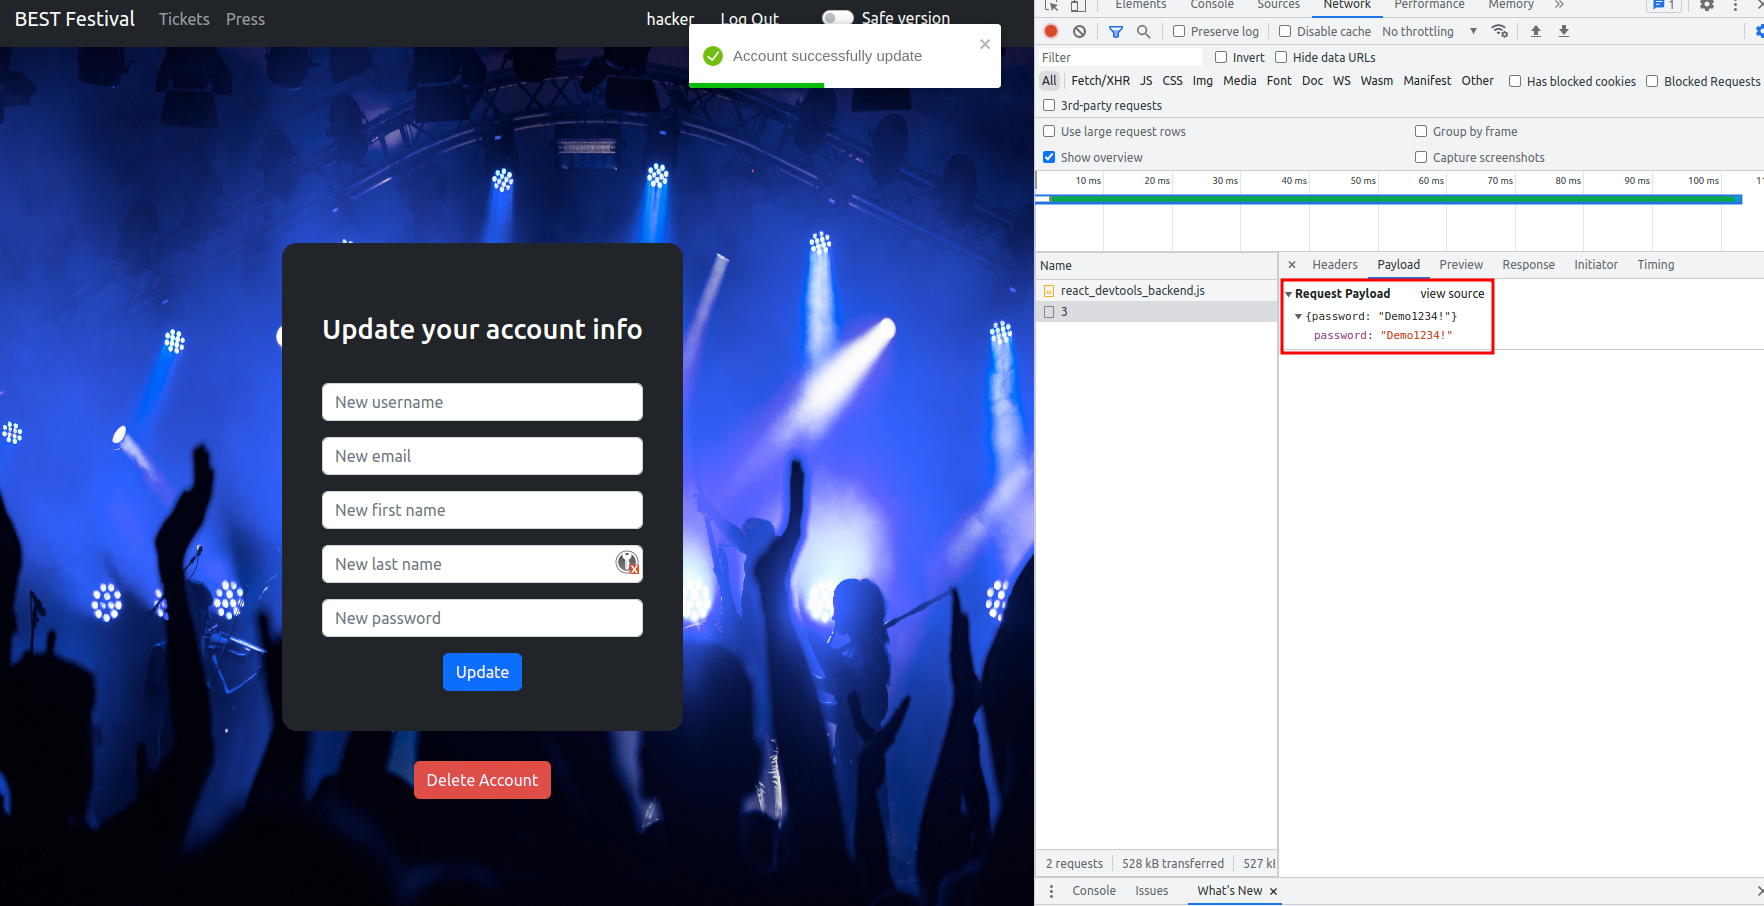 BEST Festival Tickets Press hacker Log Out Safe version
Account successfully update
Update your account info
New username
New email
New first name
New last name
New password
Update
Delete Account
Elements Console Sources Network Performance Memory 1
Preserve log Disable cache No throttling
Filter Invert Hide data URLs
All Fetch/XHR JS CSS Img Media Font Doc WS Wasm Manifest Other Has blocked cookies Blocked Requests
3rd-party requests
Use large request rows Group by frame
Show overview Capture screenshots
10 ms 20 ms 30 ms 40 ms 50 ms 60 ms 70 ms 80 ms 90 ms 100 ms
Name
react_devtools_backend.js
3
Headers Payload Preview Response Initiator Timing
Request Payload view source
{password: "Demo1234!"}
password: "Demo1234!"
2 requests 528 kB transferred 527 k
Console Issues What's New